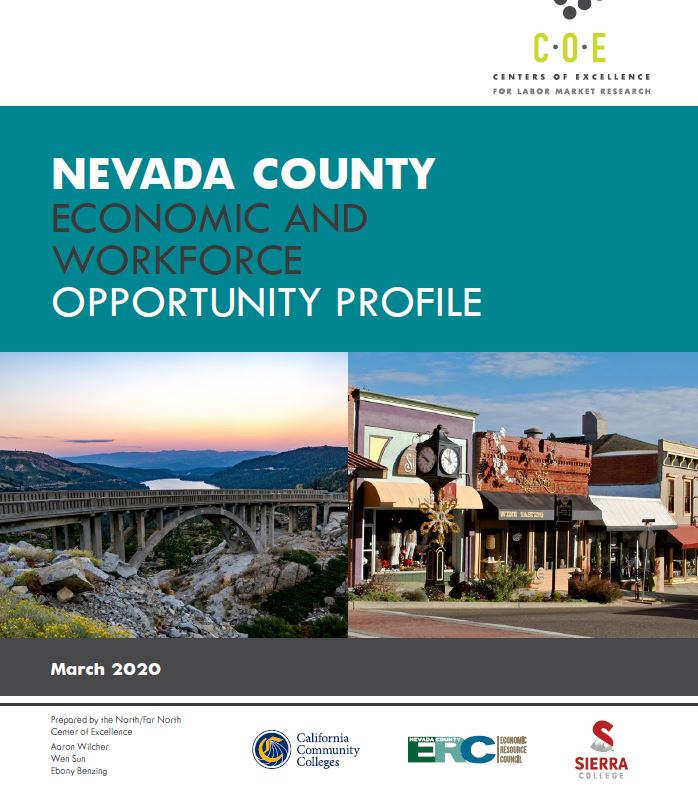 C·O·E
CENTERS OF EXCELLENCE
FOR LABOR MARKET RESEARCH
NEVADA COUNTY
ECONOMIC AND
WORKFORCE
OPPORTUNITY PROFILE
WINE TASTING
March 2020
Prepared by the North/Far North
Center of Excellence
Aaron Wilcher
Wen Sun
Ebony Benzing
California
Community
Colleges
NEVADA COUNTY
ERC
ECONOMIC
RESOURCE
COUNCIL
SIERRA
COLLEGE